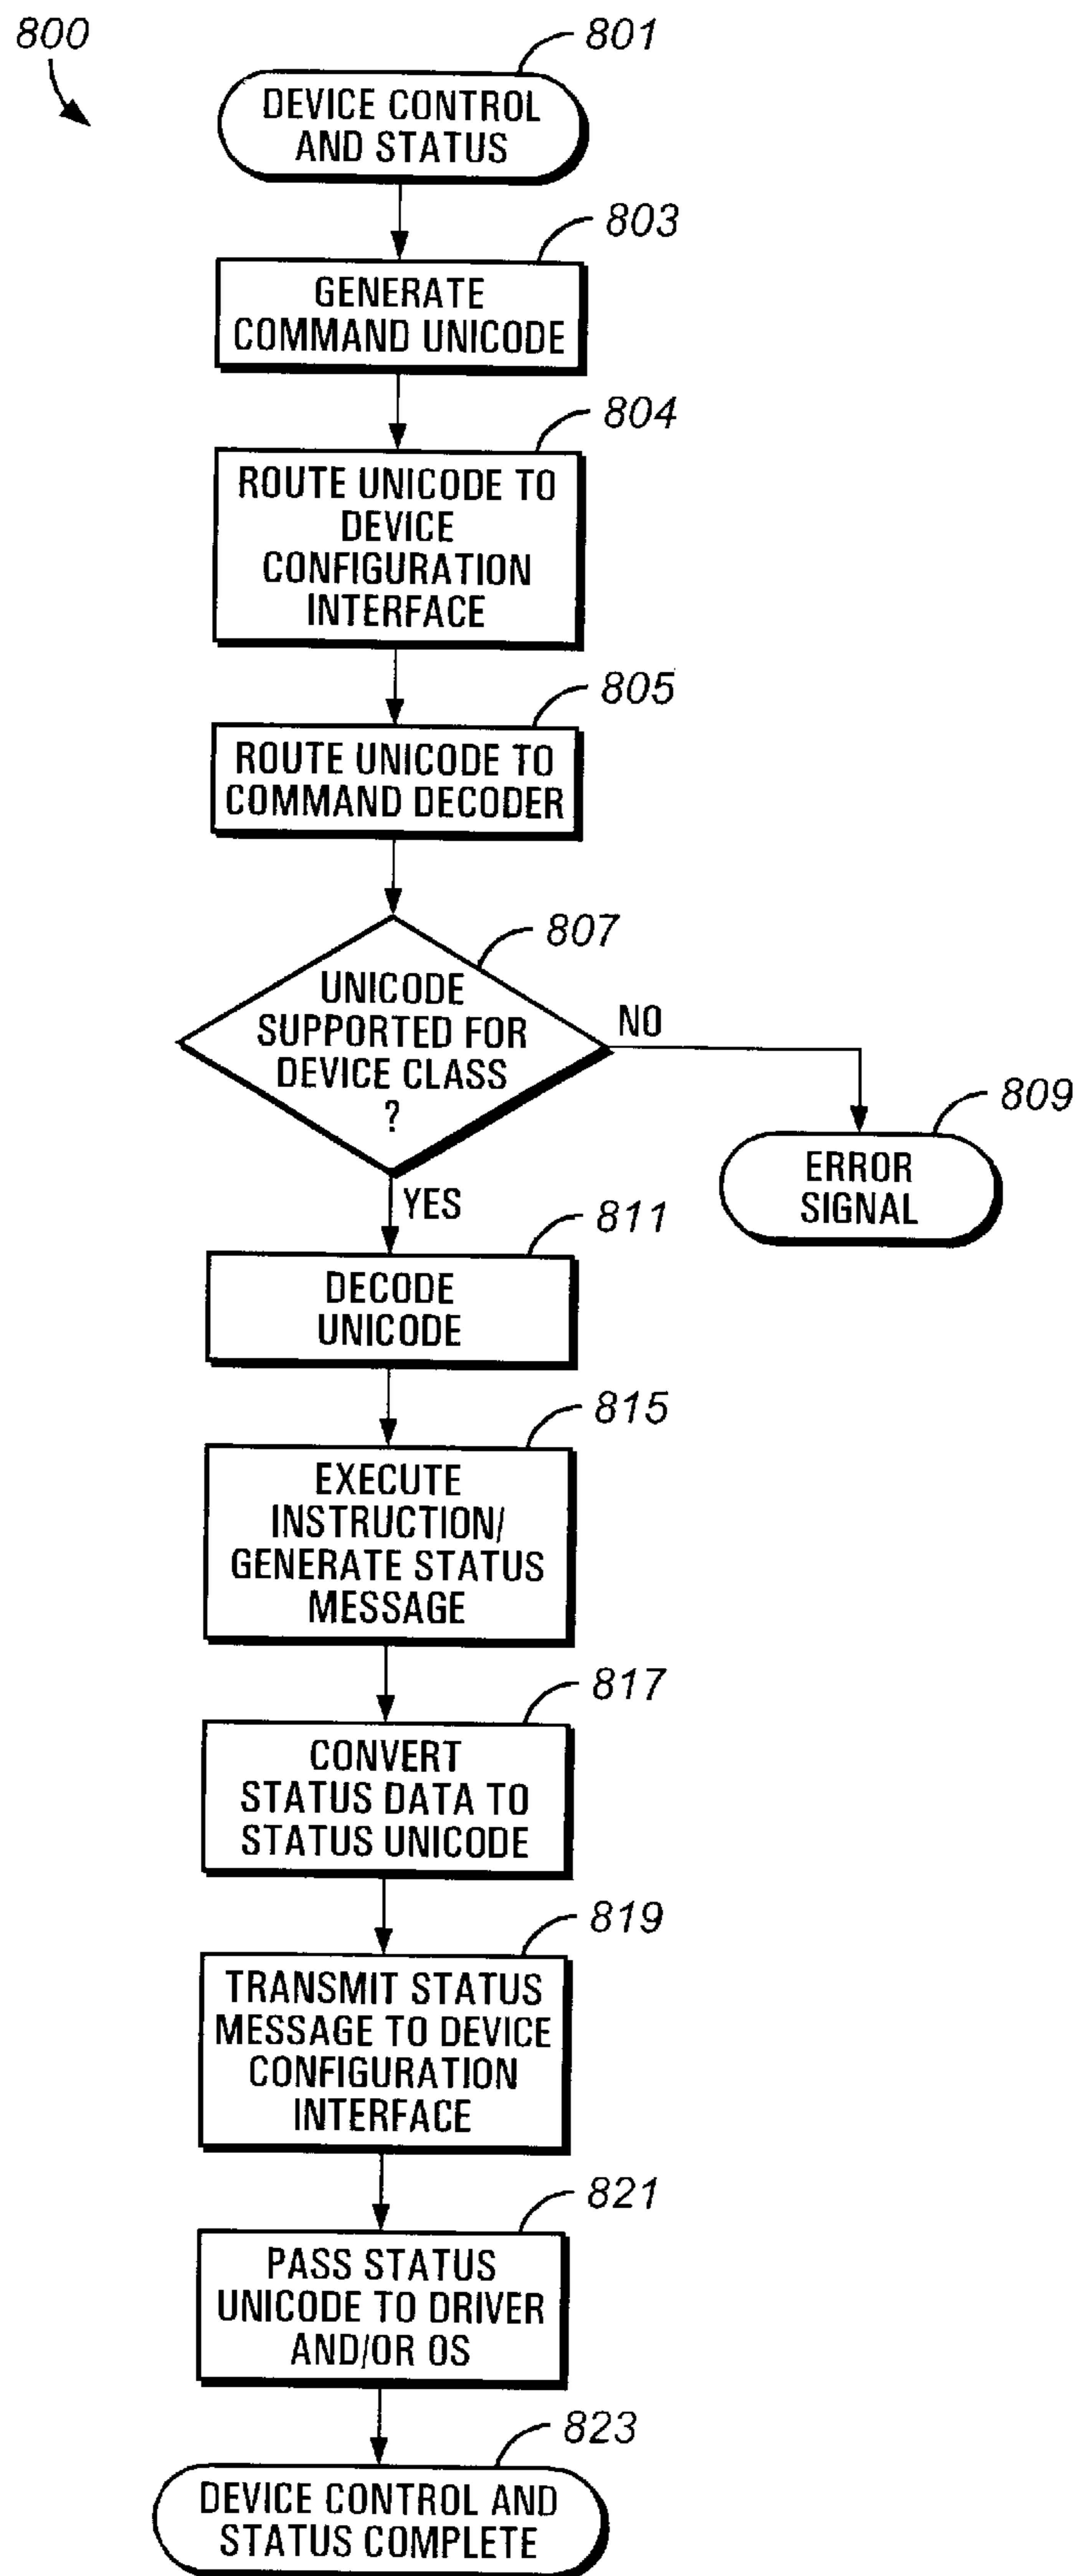 800
801
DEVICE CONTROL
AND STATUS
803
GENERATE
COMMAND UNICODE
804
ROUTE UNICODE TO
DEVICE
CONFIGURATION
INTERFACE
805
ROUTE UNICODE TO
COMMAND DECODER
807
UNICODE
SUPPORTED FOR
DEVICE CLASS
?
NO
809
ERROR
SIGNAL
YES
811
DECODE
UNICODE
815
EXECUTE
INSTRUCTION/
GENERATE STATUS
MESSAGE
817
CONVERT
STATUS DATA TO
STATUS UNICODE
819
TRANSMIT STATUS
MESSAGE TO DEVICE
CONFIGURATION
INTERFACE
821
PASS STATUS
UNICODE TO DRIVER
AND/OR OS
823
DEVICE CONTROL AND
STATUS COMPLETE